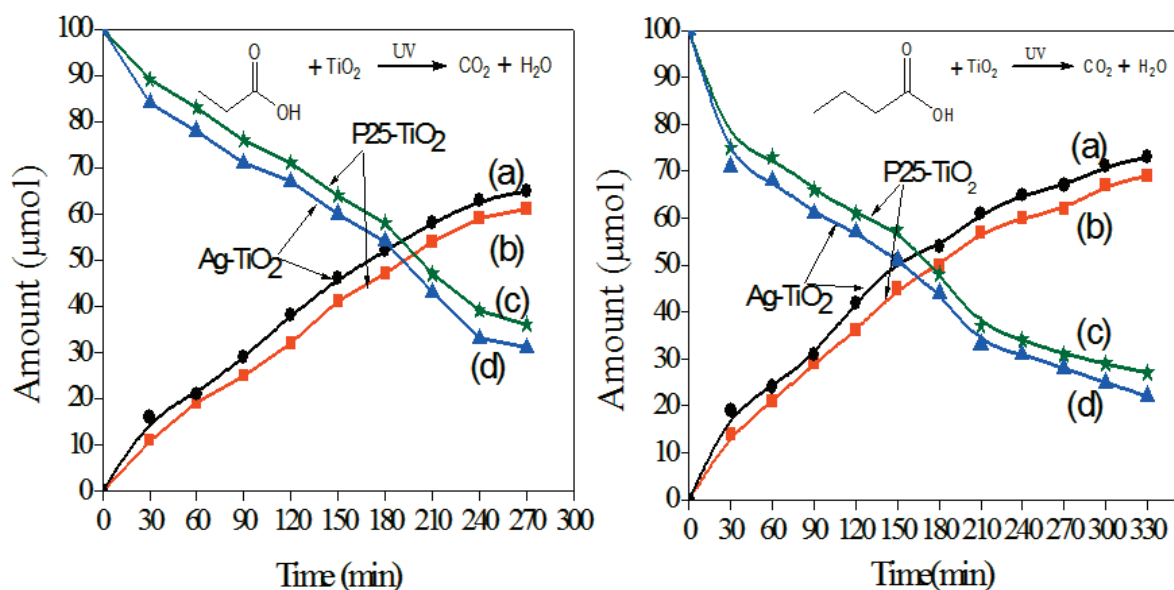 Amount (μmol)
100
90
80
70
60
50
40
30
20
10
0
O
OH
+ TiO2
UV
CO2 + H2O
P25-TiO2
Ag-TiO2
(a)
(b)
(c)
(d)
0 30 60 90 120 150 180 210 240 270 300
Time (min)
Amount (μmol)
100
90
80
70
60
50
40
30
20
10
0
O
OH
+ TiO2
UV
CO2 + H2O
P25-TiO2
Ag-TiO2
(a)
(b)
(c)
(d)
0 30 60 90 120 150 180 210 240 270 300 330
Time(min)